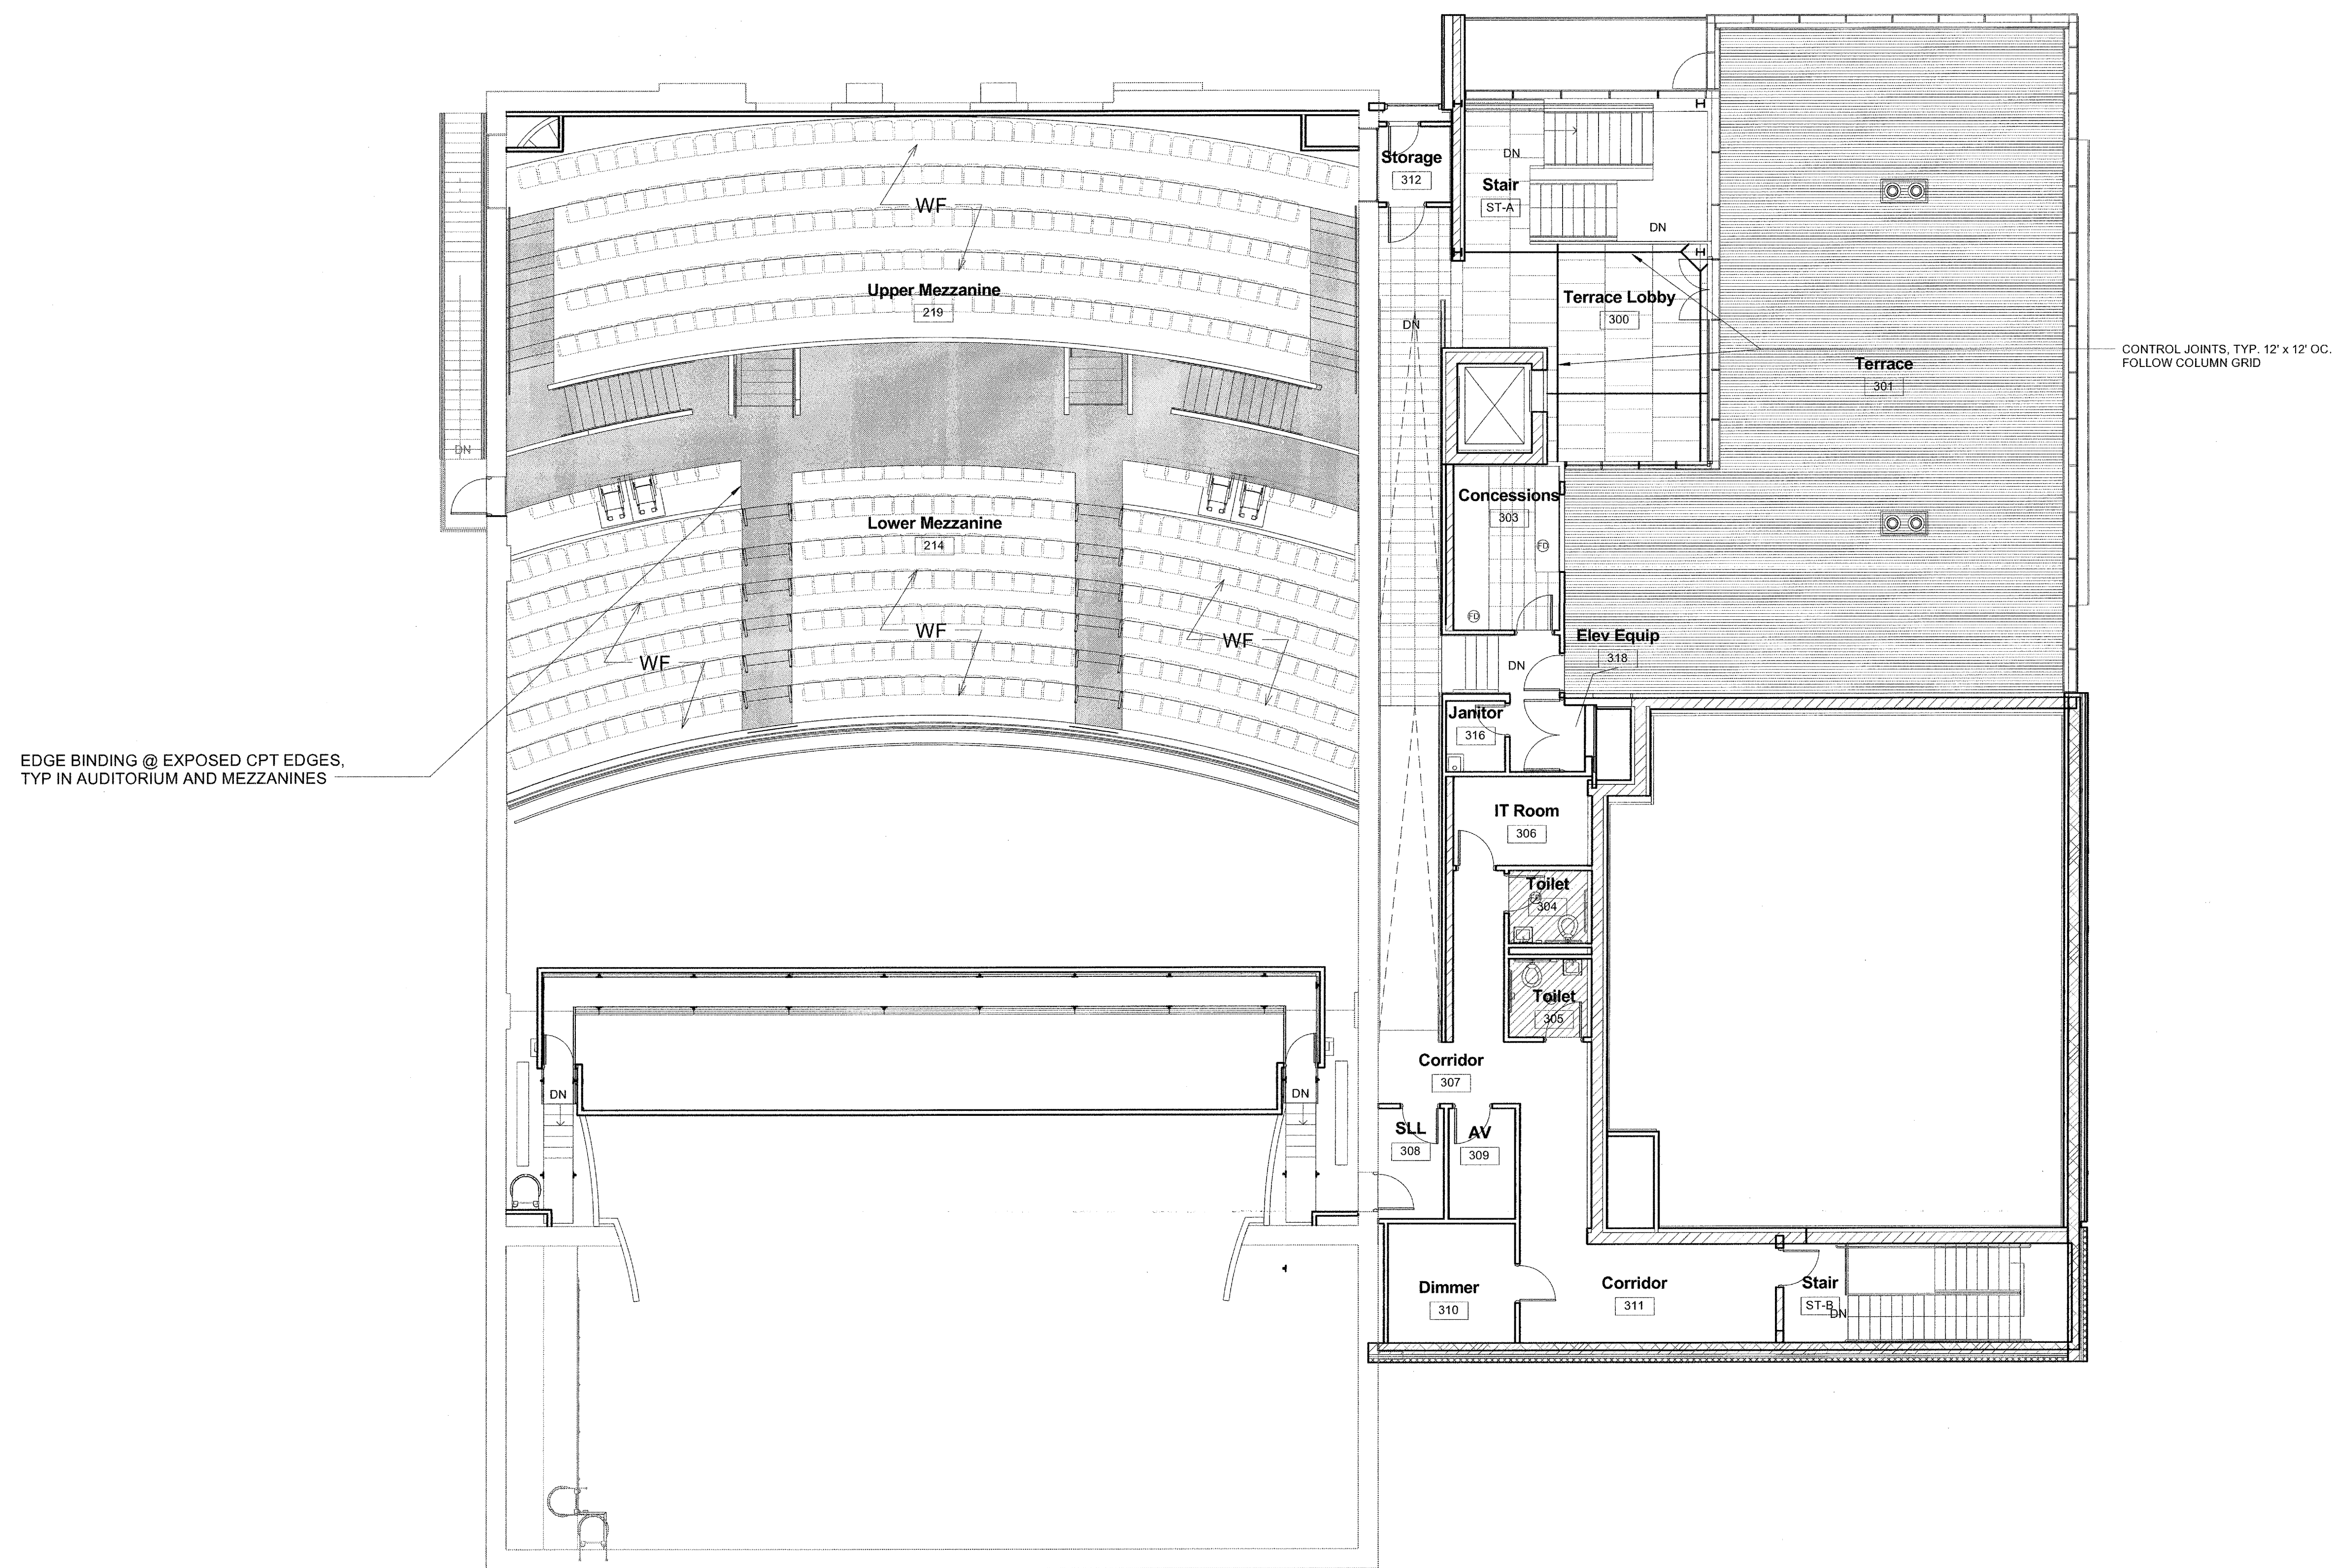 Storage
312
DN
Stair
ST-A
DN
WF
Upper Mezzanine
219
Terrace Lobby
300
DN
CONTROL JOINTS, TYP. 12' x 12' OC.
FOLLOW COLUMN GRID
Terrace
301
DN
Concessions
303
FD
FD
Lower Mezzanine
214
WF
WF
WF
Elev Equip
318
DN
Janitor
316
EDGE BINDING @ EXPOSED CPT EDGES,
TYP IN AUDITORIUM AND MEZZANINES
IT Room
306
Toilet
304
Toilet
305
Corridor
307
DN
DN
SLL
308
AV
309
Dimmer
310
Corridor
311
Stair
ST-B
DN